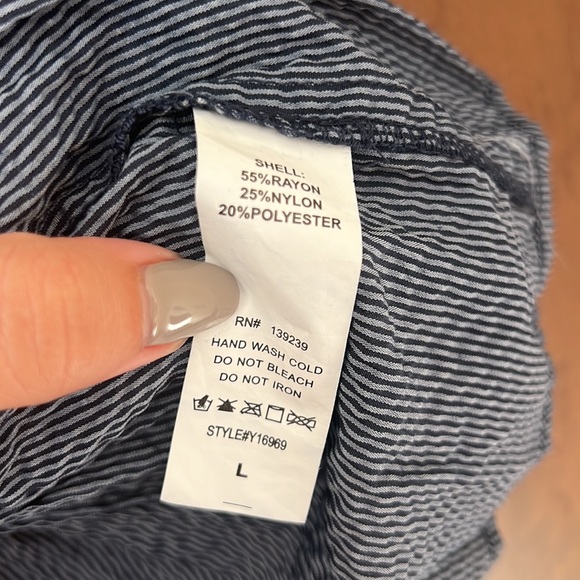 SHELL:
55%RAYON
25%NYLON
20%POLYESTER
RN# 139239
HAND WASH COLD
DO NOT BLEACH
DO NOT IRON
STYLE#Y16969
L